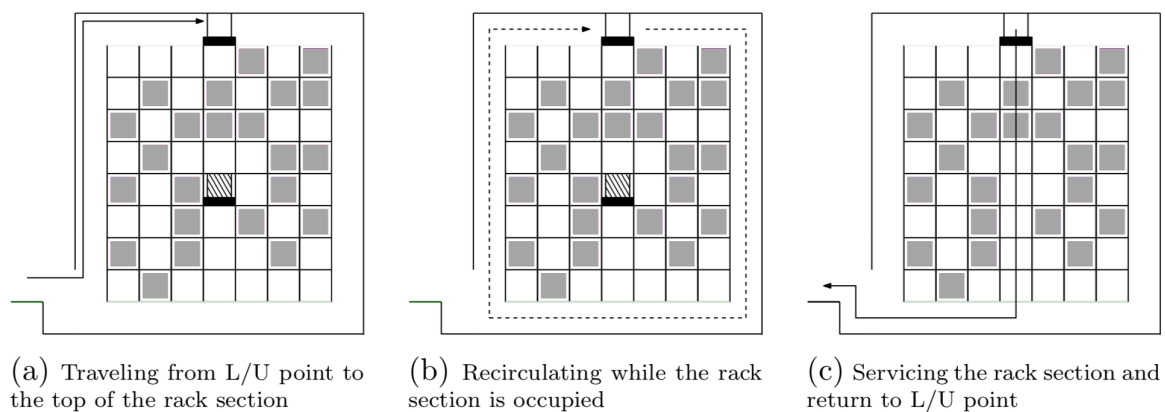 (a) Traveling from L/U point to
the top of the rack section
(b) Recirculating while the rack
section is occupied
(c) Servicing the rack section and
return to L/U point